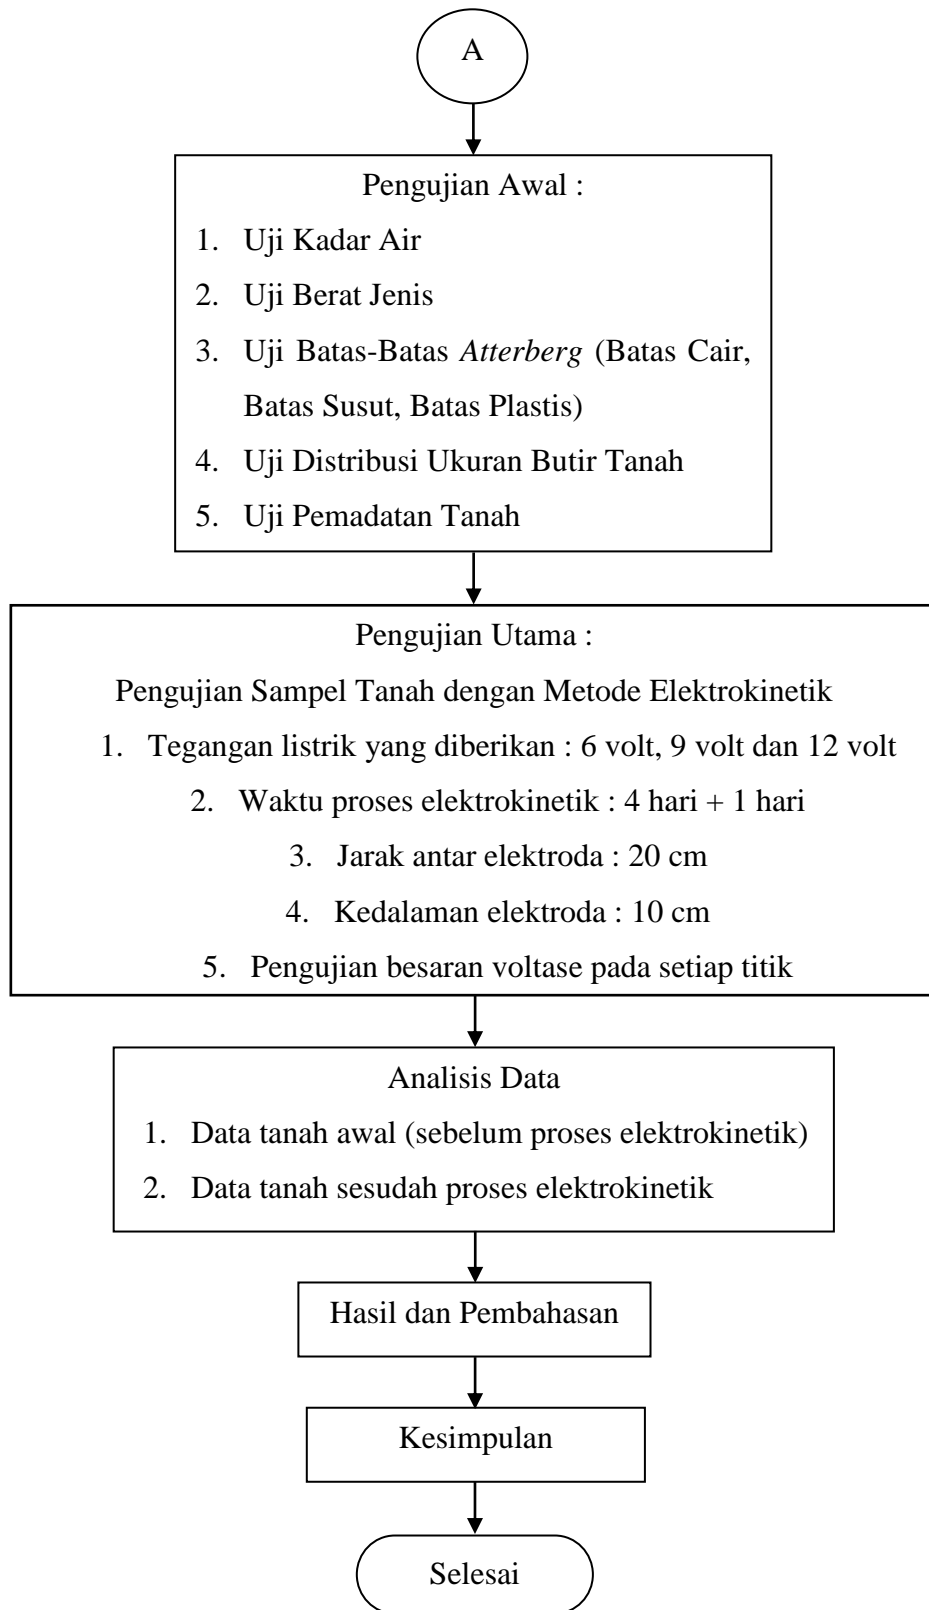 A
Pengujian Awal :
1. Uji Kadar Air
2. Uji Berat Jenis
3. Uji Batas-Batas Atterberg (Batas Cair,
Batas Susut, Batas Plastis)
4. Uji Distribusi Ukuran Butir Tanah
5. Uji Pemadatan Tanah
Pengujian Utama :
Pengujian Sampel Tanah dengan Metode Elektrokinetik
1. Tegangan listrik yang diberikan : 6 volt, 9 volt dan 12 volt
2. Waktu proses elektrokinetik : 4 hari + 1 hari
3. Jarak antar elektroda : 20 cm
4. Kedalaman elektroda : 10 cm
5. Pengujian besaran voltase pada setiap titik
Analisis Data
1. Data tanah awal (sebelum proses elektrokinetik)
2. Data tanah sesudah proses elektrokinetik
Hasil dan Pembahasan
Kesimpulan
Selesai